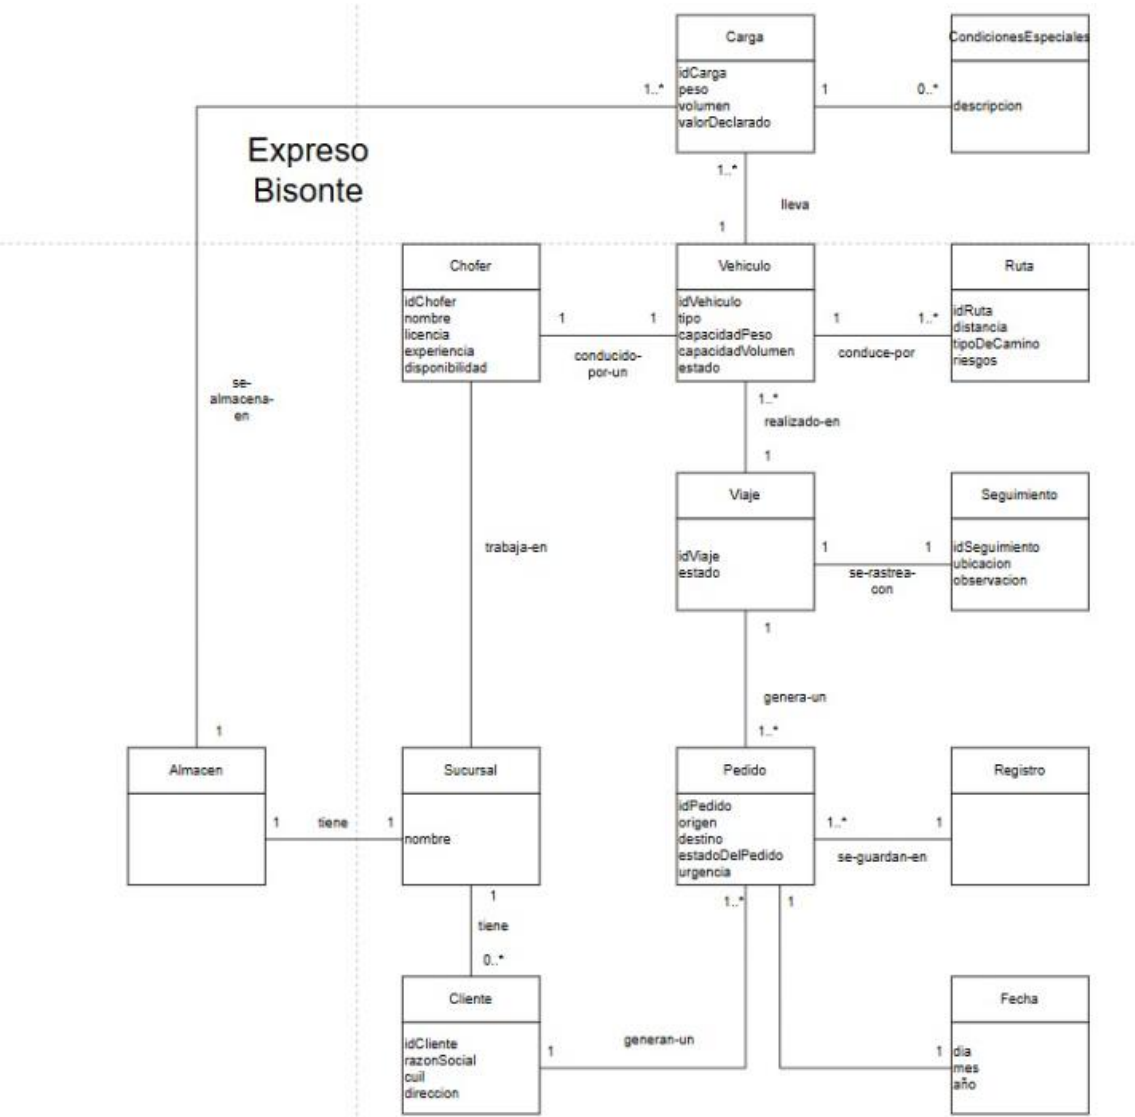 Carga
idCarga
peso
volumen
valorDeclarado
CondicionesEspeciales
descripcion
1..*
1
0..*
Expreso
Bisonte
1..*
lleva
1
Chofer
idChofer
nombre
licencia
experiencia
disponibilidad
1
1
conducido-
por-un
Vehiculo
idVehiculo
tipo
capacidadPeso
capacidadVolumen
estado
1
1..*
conduce-por
Ruta
idRuta
distancia
tipoDeCamino
riesgos
se-
almacena-
en
1..*
realizado-en
1
Viaje
idViaje
estado
1
1
se-rastrea-
con
Seguimiento
idSeguimiento
ubicacion
observacion
trabaja-en
1
genera-un
1..*
1
Almacen
1
tiene
1
Sucursal
nombre
Pedido
idPedido
origen
destino
estadoDelPedido
urgencia
1..*
1
se-guardan-en
Registro
1
tiene
0..*
1..*
1
Cliente
idCliente
razonSocial
cuil
direccion
1
generan-un
1
Fecha
dia
mes
año